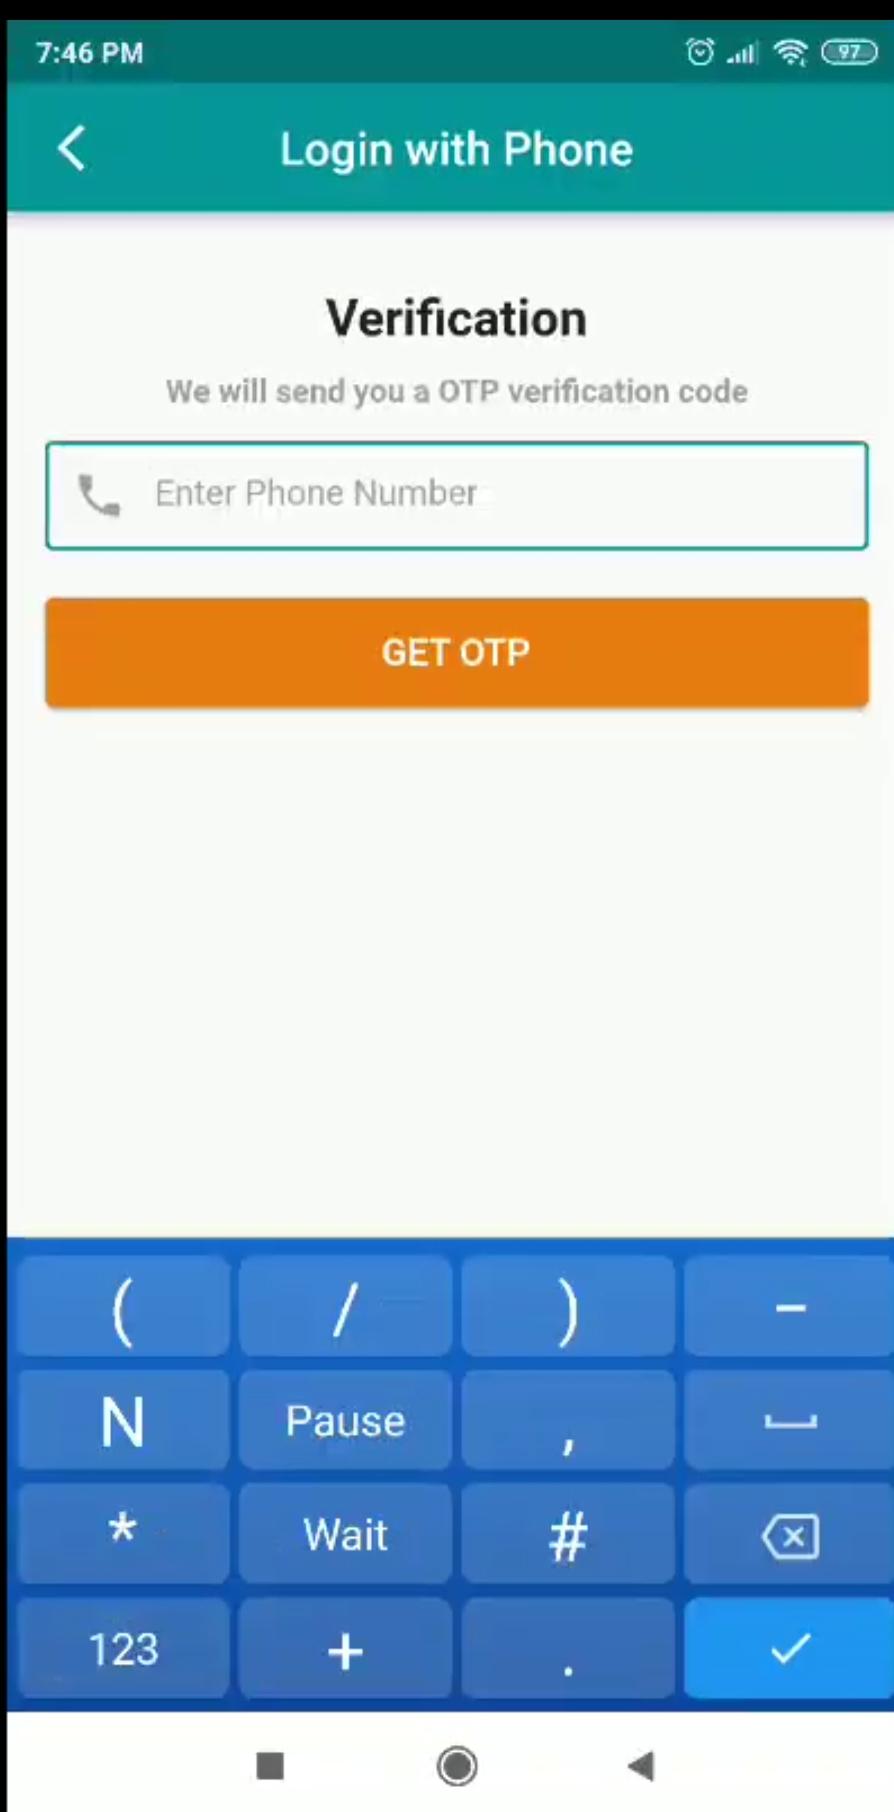 7:46 PM
97
Login with Phone
Verification
We will send you a OTP verification code
Enter Phone Number
GET OTP
( / ) -
N Pause ,
* Wait #
123 + .